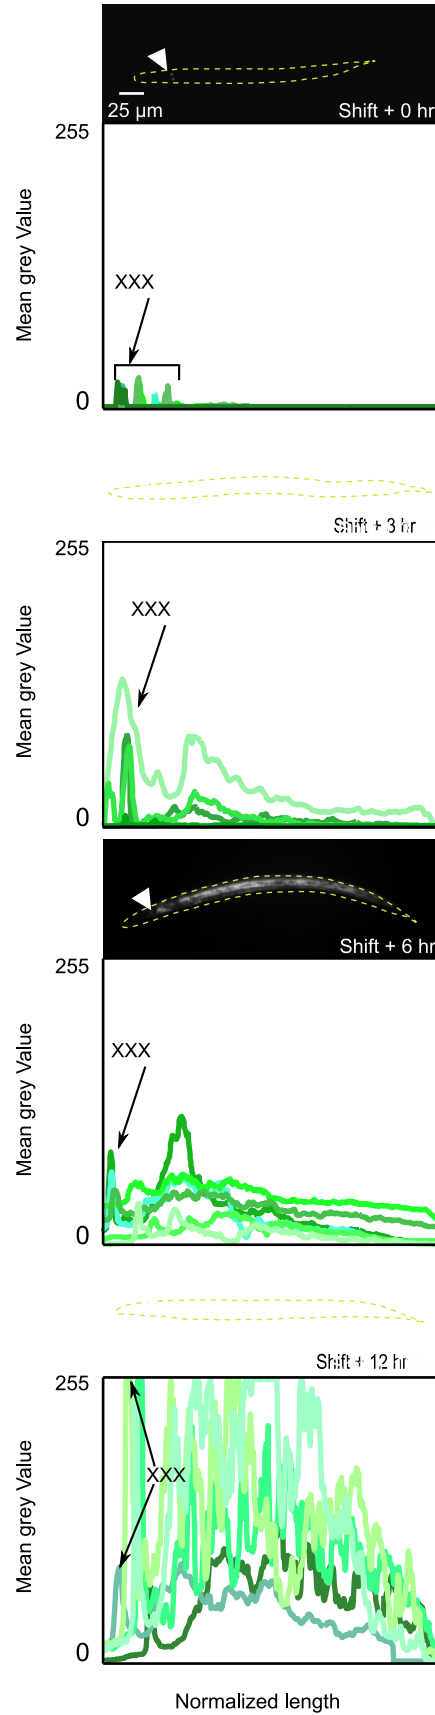 25 µm
Shift + 0 hr
255
Mean grey Value
XXX
0
Shift + 3 hr
255
Mean grey Value
XXX
0
Shift + 6 hr
255
Mean grey Value
XXX
0
Shift + 12 hr
255
Mean grey Value
XXX
0
Normalized length